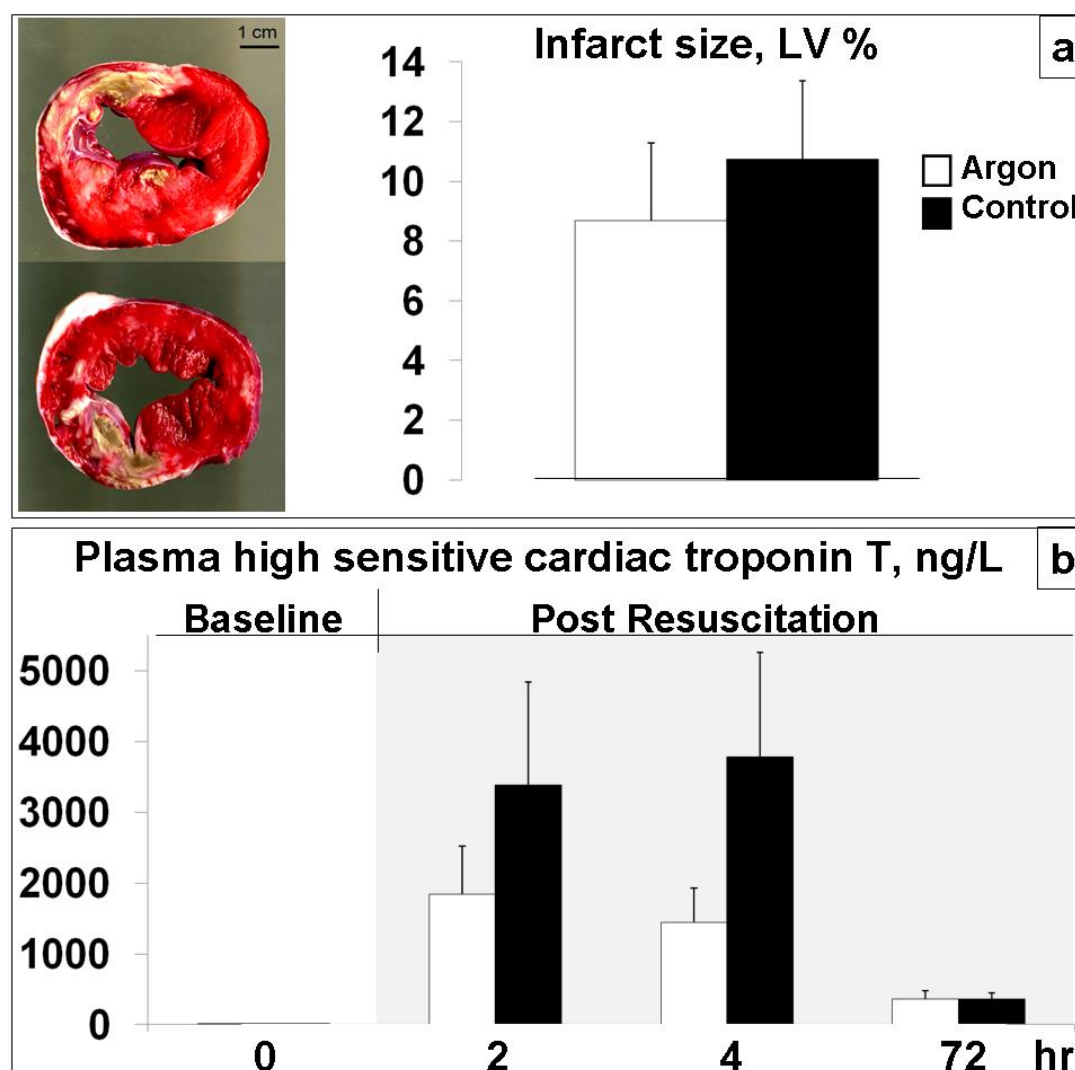 1 cm
Infarct size, LV %
a
14
12
10
8
6
4
2
0
Argon
Control
Plasma high sensitive cardiac troponin T, ng/L
b
Baseline
Post Resuscitation
5000
4000
3000
2000
1000
0
0 2 4 72 hr